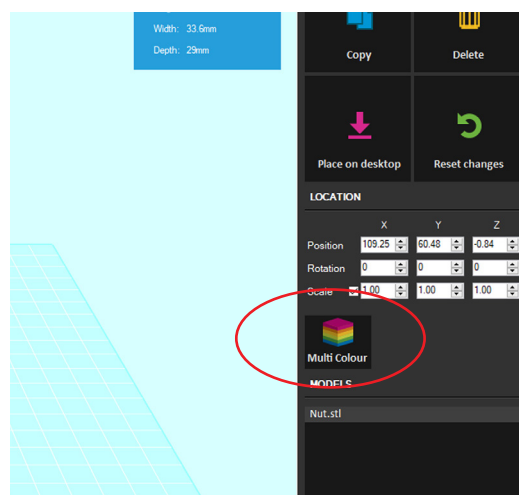 Width: 33.6mm
Depth: 29mm
Copy
Delete
Place on desktop
Reset changes
LOCATION
X Y Z
Position 109.25 60.48 -0.84
Rotation 0 0 0
Scale 1.00 1.00 1.00
Multi Colour
MODELS
Nut.stl